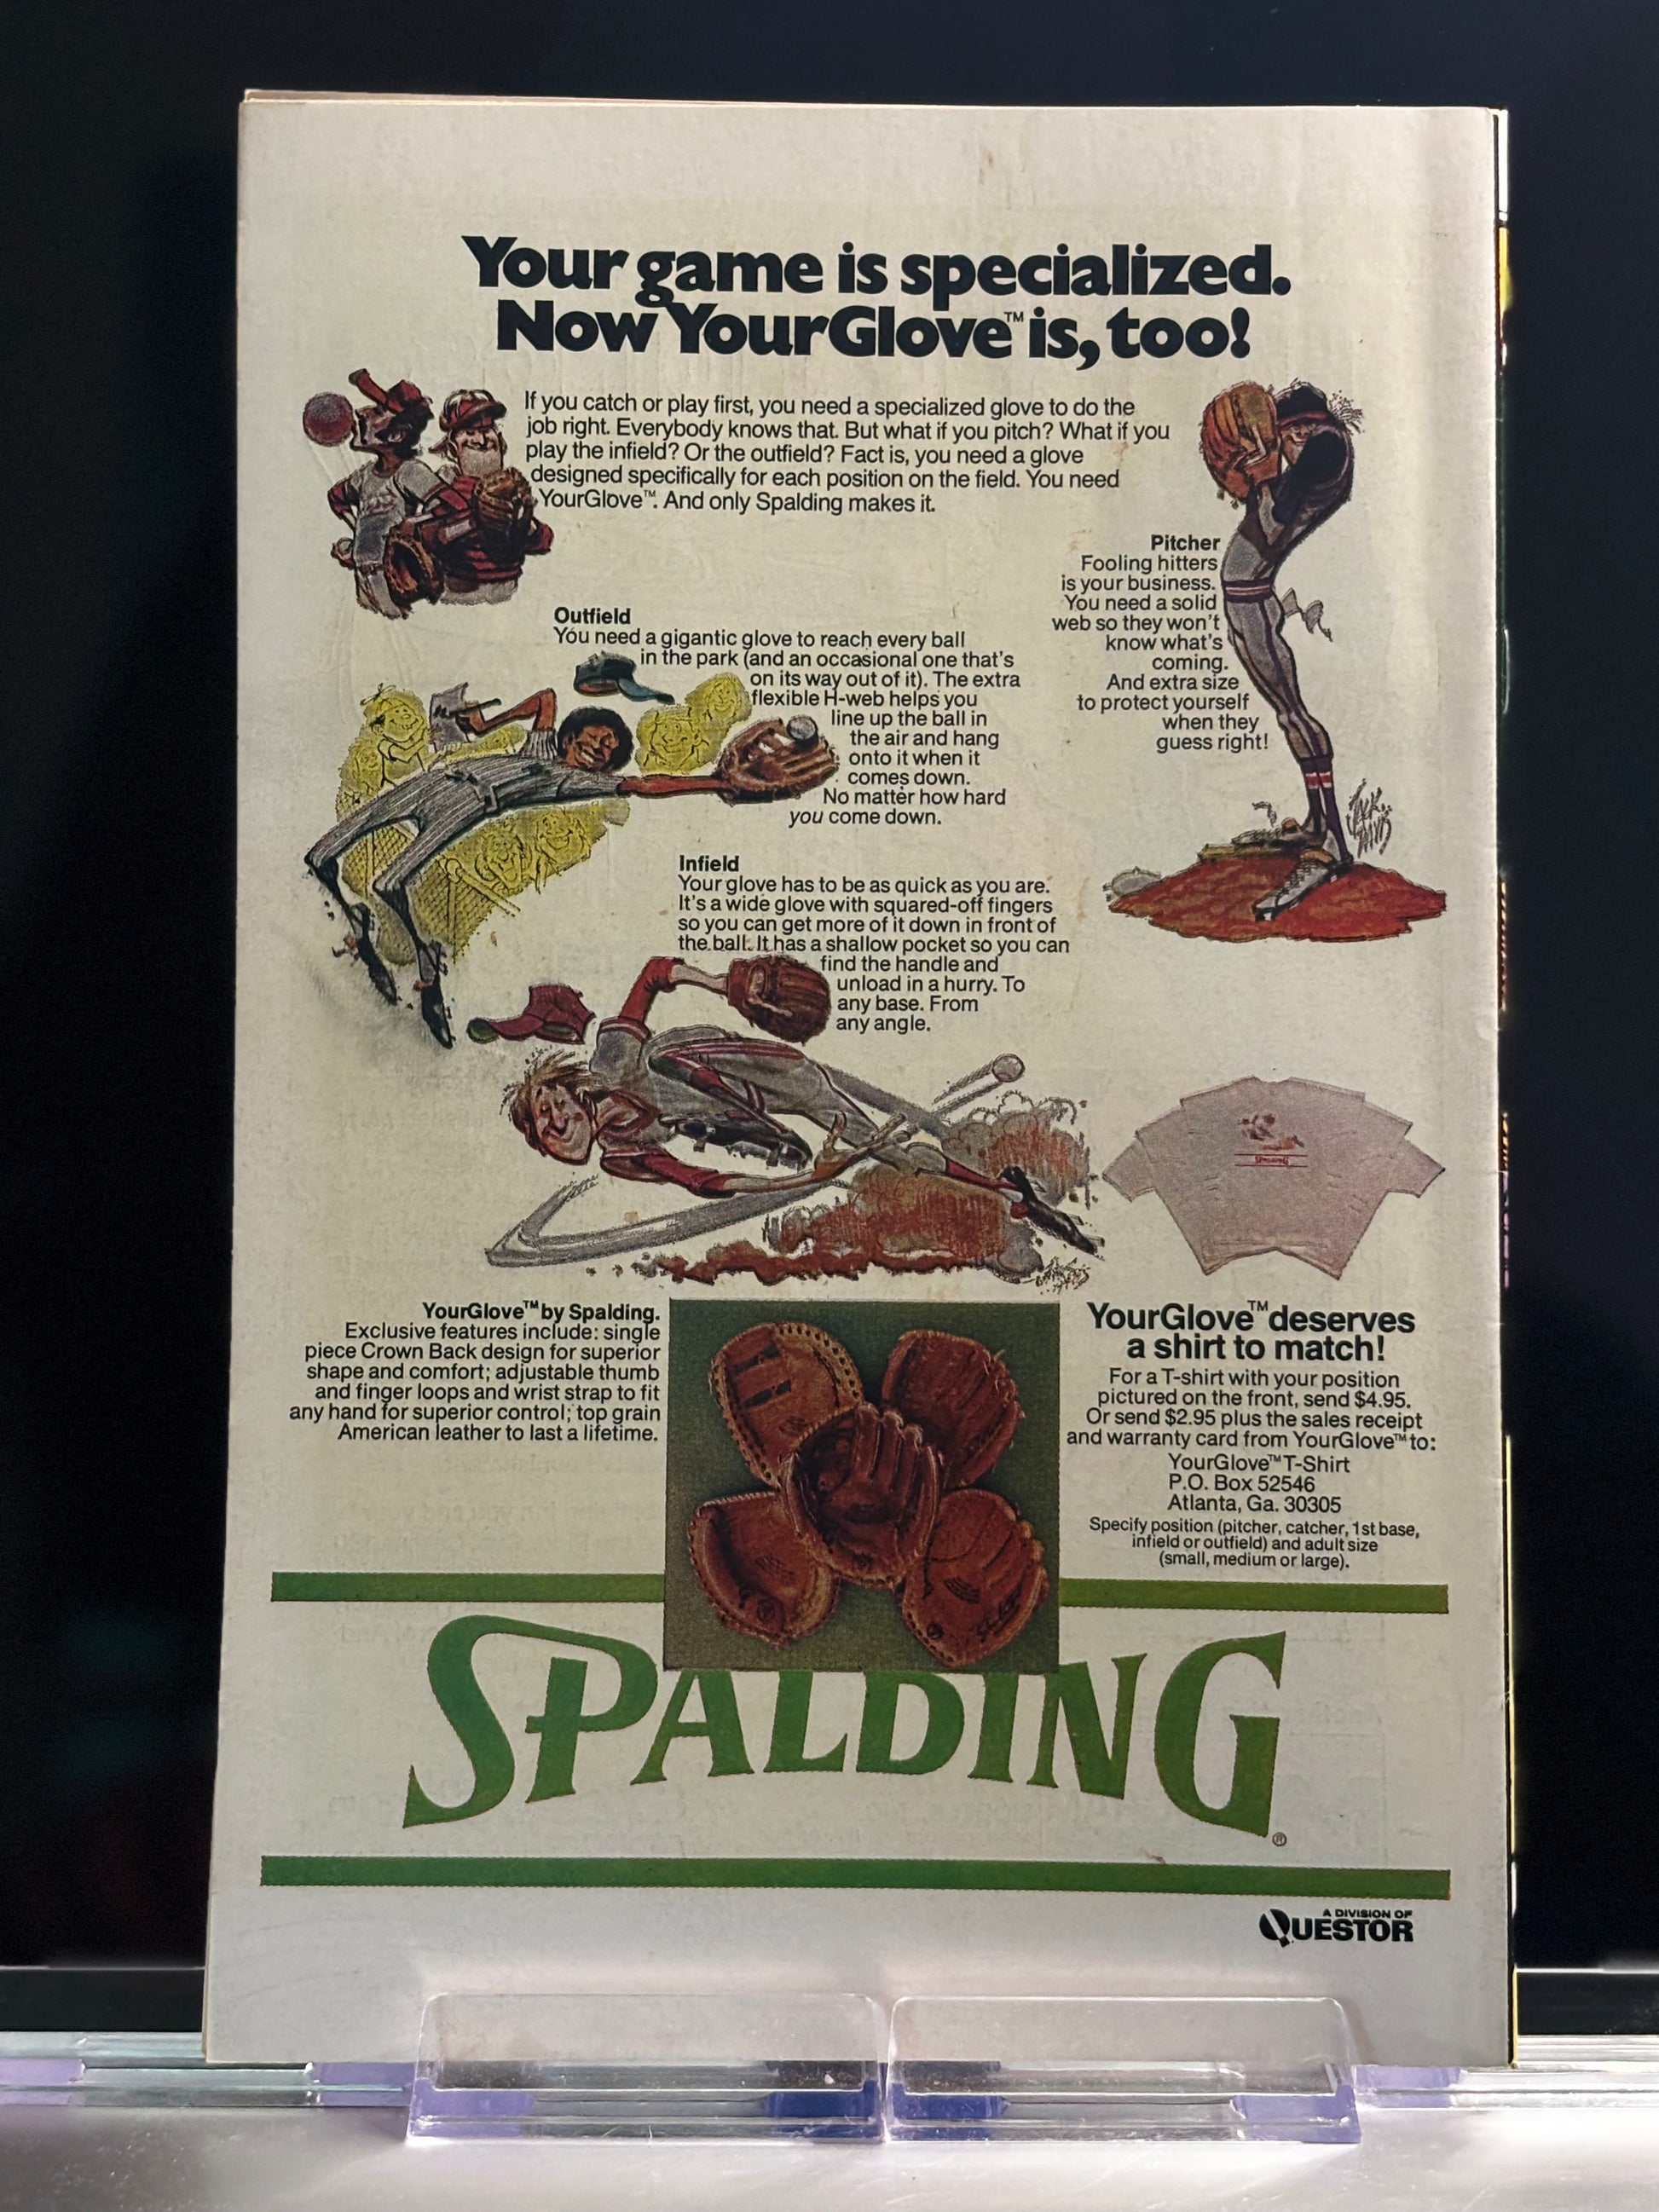 Your game is specialized.
Now YourGlove™ is, too!
If you catch or play first, you need a specialized glove to do the
job right. Everybody knows that. But what if you pitch? What if you
play the infield? Or the outfield? Fact is, you need a glove
designed specifically for each position on the field. You need
YourGlove™. And only Spalding makes it.
Pitcher
Fooling hitters
is your business.
You need a solid
web so they won't
know what's
coming.
And extra size
to protect yourself
when they
guess right!
Outfield
You need a gigantic glove to reach every ball
in the park (and an occasional one that's
on its way out of it). The extra
flexible H-web helps you
line up the ball in
the air and hang
onto it when it
comes down.
No matter how hard
you come down.
JACK
DAVIS
Infield
Your glove has to be as quick as you are.
It's a wide glove with squared-off fingers
so you can get more of it down in front of
the ball. It has a shallow pocket so you can
find the handle and
unload in a hurry. To
any base. From
any angle.
SPALDING
YourGlove™ by Spalding.
Exclusive features include: single
piece Crown Back design for superior
shape and comfort; adjustable thumb
and finger loops and wrist strap to fit
any hand for superior control; top grain
American leather to last a lifetime.
YourGlove™ deserves
a shirt to match!
For a T-shirt with your position
pictured on the front, send $4.95.
Or send $2.95 plus the sales receipt
and warranty card from YourGlove™ to:
YourGlove™ T-Shirt
P.O. Box 52546
Atlanta, Ga. 30305
Specify position (pitcher, catcher, 1st base,
infield or outfield) and adult size
(small, medium or large).
SPALDING®
A DIVISION OF
QUESTOR